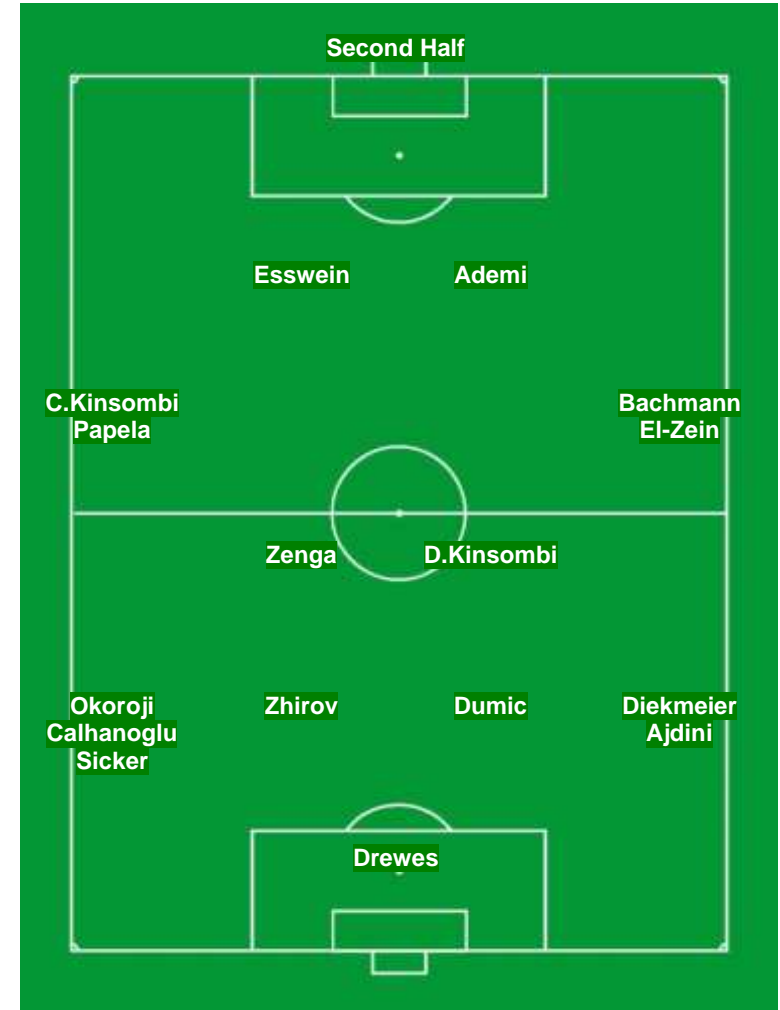 Second Half
Esswein Ademi
C.Kinsombi Bachmann
Papela El-Zein
Zenga D.Kinsombi
Okoroji Zhirov Dumic Diekmeier
Calhanoglu Ajdini
Sicker
Drewes